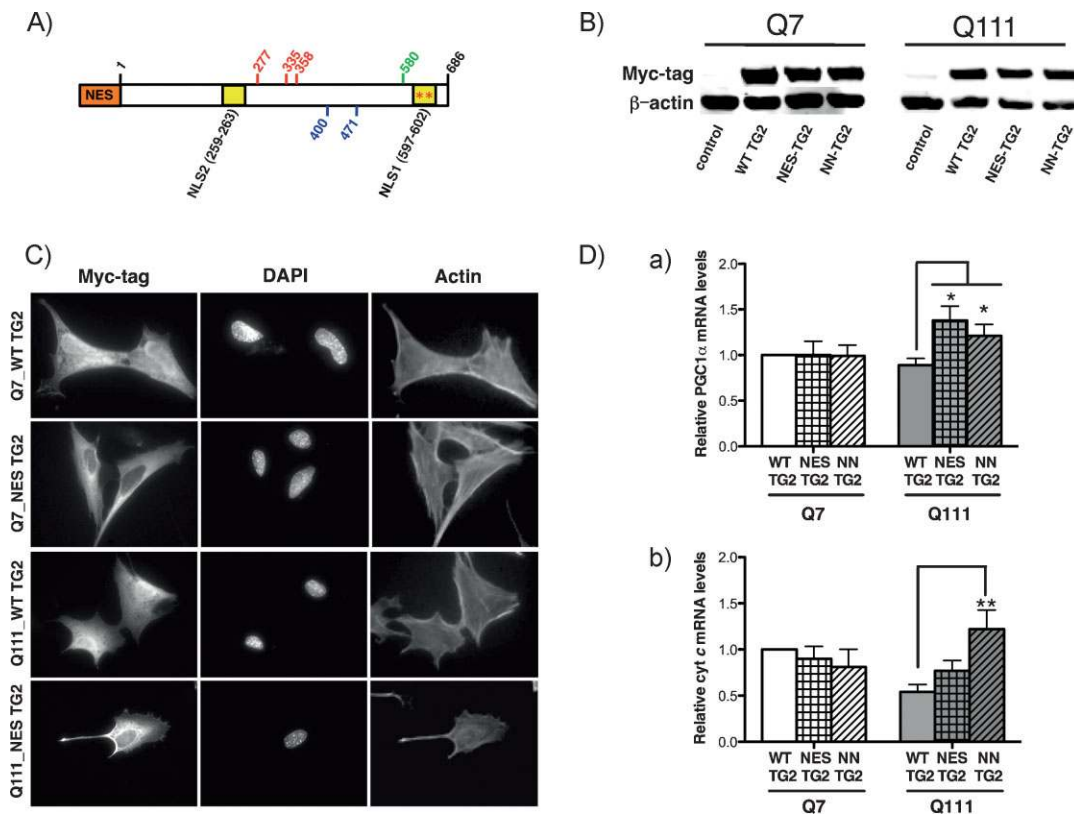 A)
NES
1
277
335
358
580
686
**
NLS2 (259-263)
400
471
NLS1 (597-602)
B)
Q7
Q111
Myc-tag
β-actin
control
WT TG2
NES-TG2
NN-TG2
control
WT TG2
NES-TG2
NN-TG2
C)
Myc-tag
DAPI
Actin
Q7_WT TG2
Q7_NES TG2
Q111_WT TG2
Q111_NES TG2
D)
a)
Relative PGC1α mRNA levels
2.0
1.5
1.0
0.5
0.0
*
*
WT TG2
NES TG2
NN TG2
WT TG2
NES TG2
NN TG2
Q7
Q111
b)
Relative cyt c mRNA levels
2.0
1.5
1.0
0.5
0.0
**
WT TG2
NES TG2
NN TG2
WT TG2
NES TG2
NN TG2
Q7
Q111